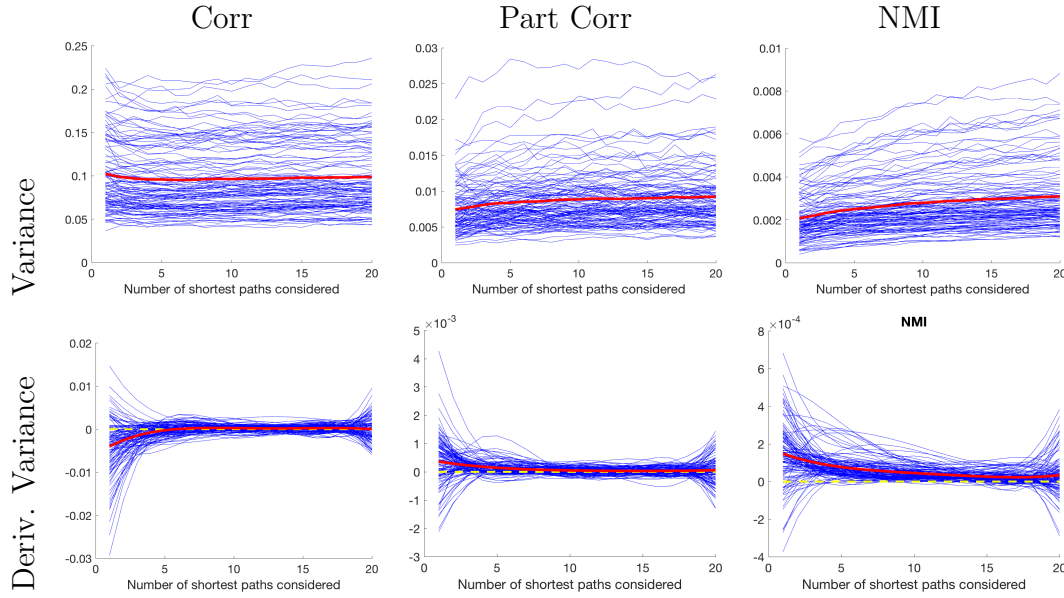 Corr
Part Corr
NMI
Variance
0.25
0.2
0.15
0.1
0.05
0
0 5 10 15 20
Number of shortest paths considered
0.03
0.025
0.02
0.015
0.01
0.005
0
0 5 10 15 20
Number of shortest paths considered
0.01
0.008
0.006
0.004
0.002
0
0 5 10 15 20
Number of shortest paths considered
Deriv. Variance
0.02
0.01
0
-0.01
-0.02
-0.03
0 5 10 15 20
Number of shortest paths considered
×10⁻³
5
4
3
2
1
0
-1
-2
-3
0 5 10 15 20
Number of shortest paths considered
×10⁻⁴
NMI
8
6
4
2
0
-2
-4
0 5 10 15 20
Number of shortest paths considered